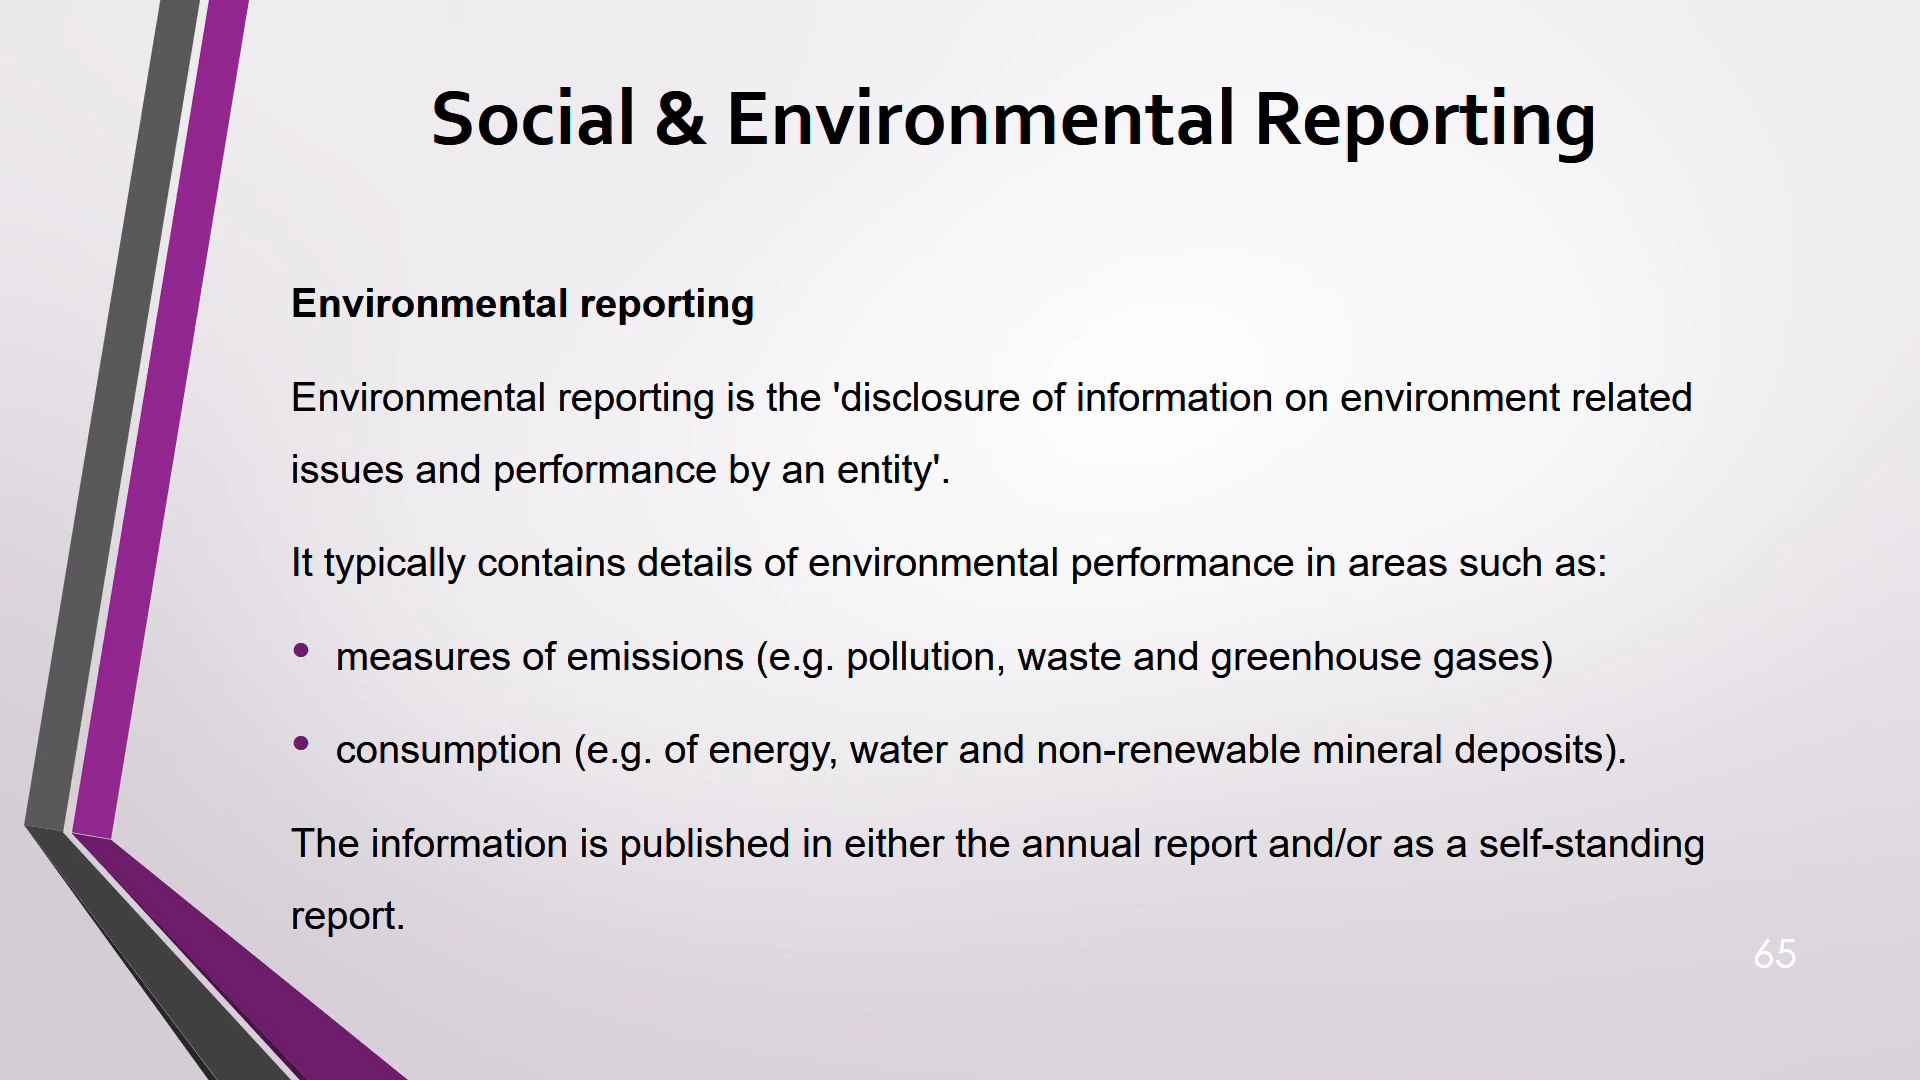 Social & Environmental Reporting
Environmental reporting
Environmental reporting is the 'disclosure of information on environment related
issues and performance by an entity'.
It typically contains details of environmental performance in areas such as:
• measures of emissions (e.g. pollution, waste and greenhouse gases)
• consumption (e.g. of energy, water and non-renewable mineral deposits).
The information is published in either the annual report and/or as a self-standing
report.
65